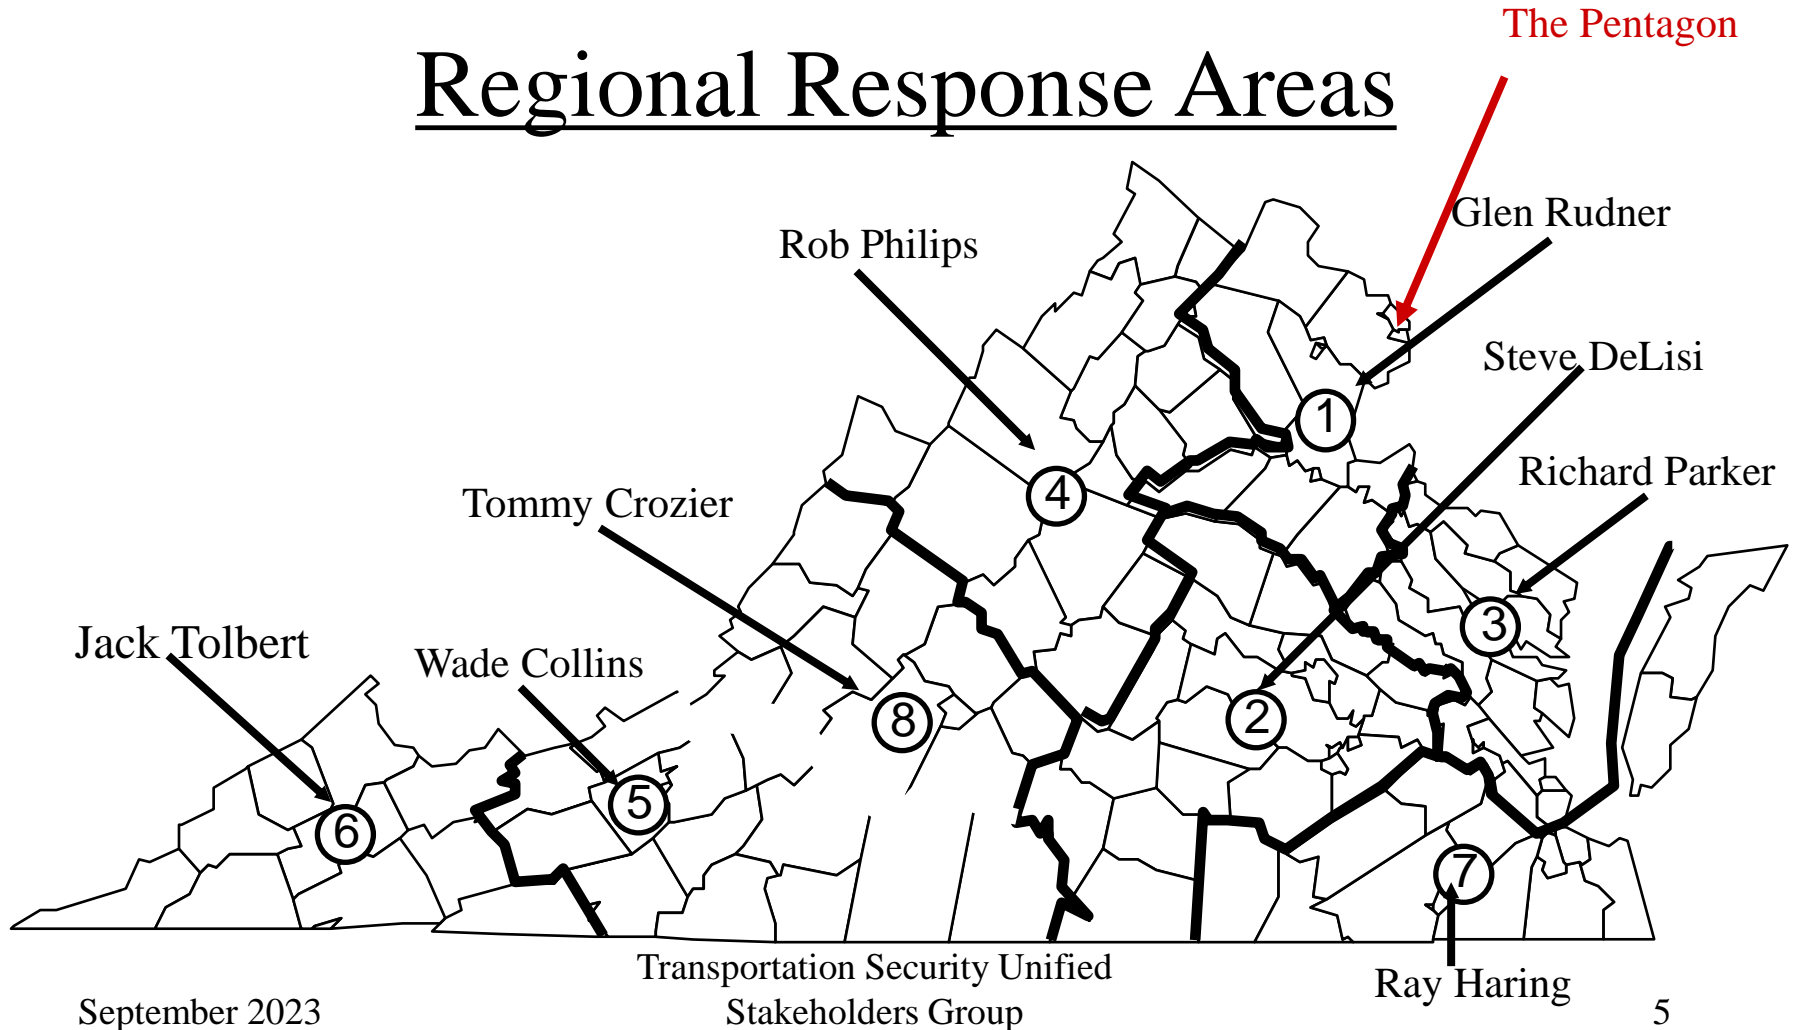 The Pentagon
Regional Response Areas
Glen Rudner
Rob Philips
Steve DeLisi
1
Richard Parker
4
Tommy Crozier
3
Jack Tolbert
Wade Collins
8
2
5
6
7
Transportation Security Unified
Stakeholders Group
Ray Haring
September 2023
5